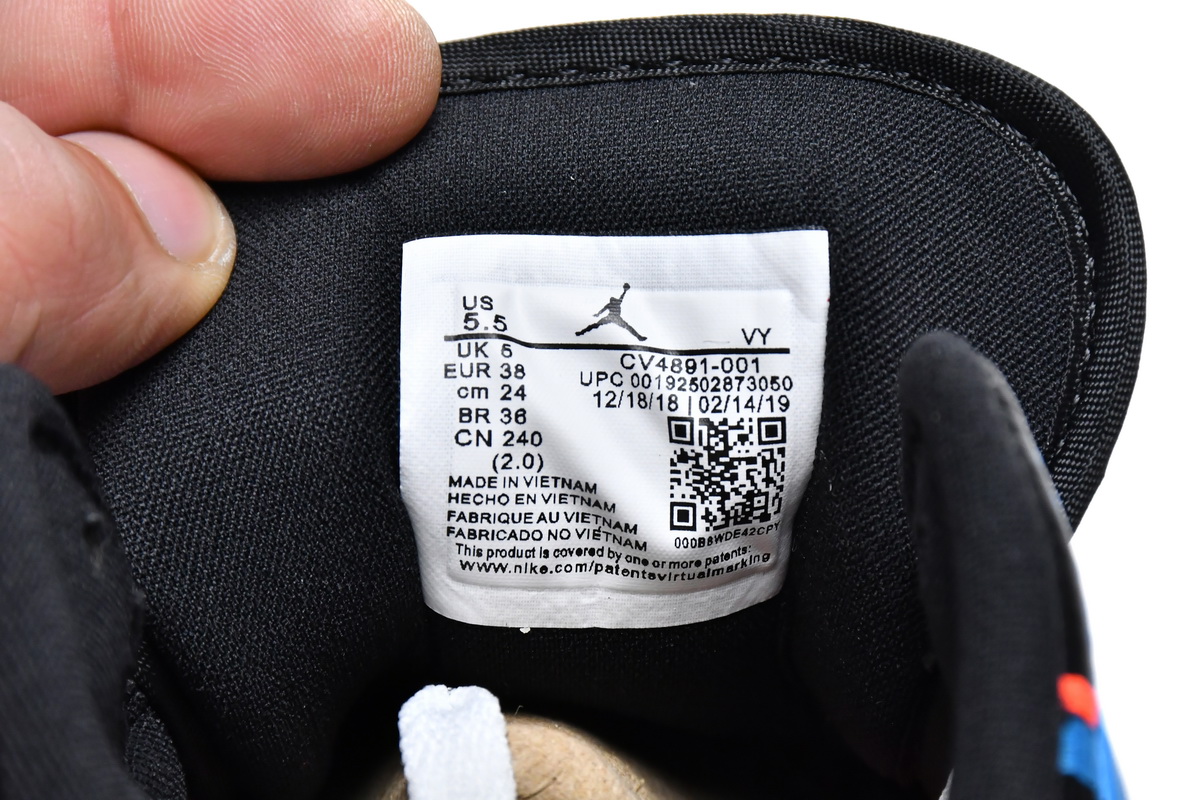 US
5.5
VY
UK 5
EUR 38
cm 24
BR 36
CN 240
(2.0)
CV4891-001
UPC 00192502873050
12/18/18 | 02/14/19
MADE IN VIETNAM
HECHO EN VIETNAM
FABRIQUE AU VIETNAM
FABRICADO NO VIETNAM
000B8WDE42CPY
This product is covered by one or more patents:
www.nike.com/patentsvirtualmarking